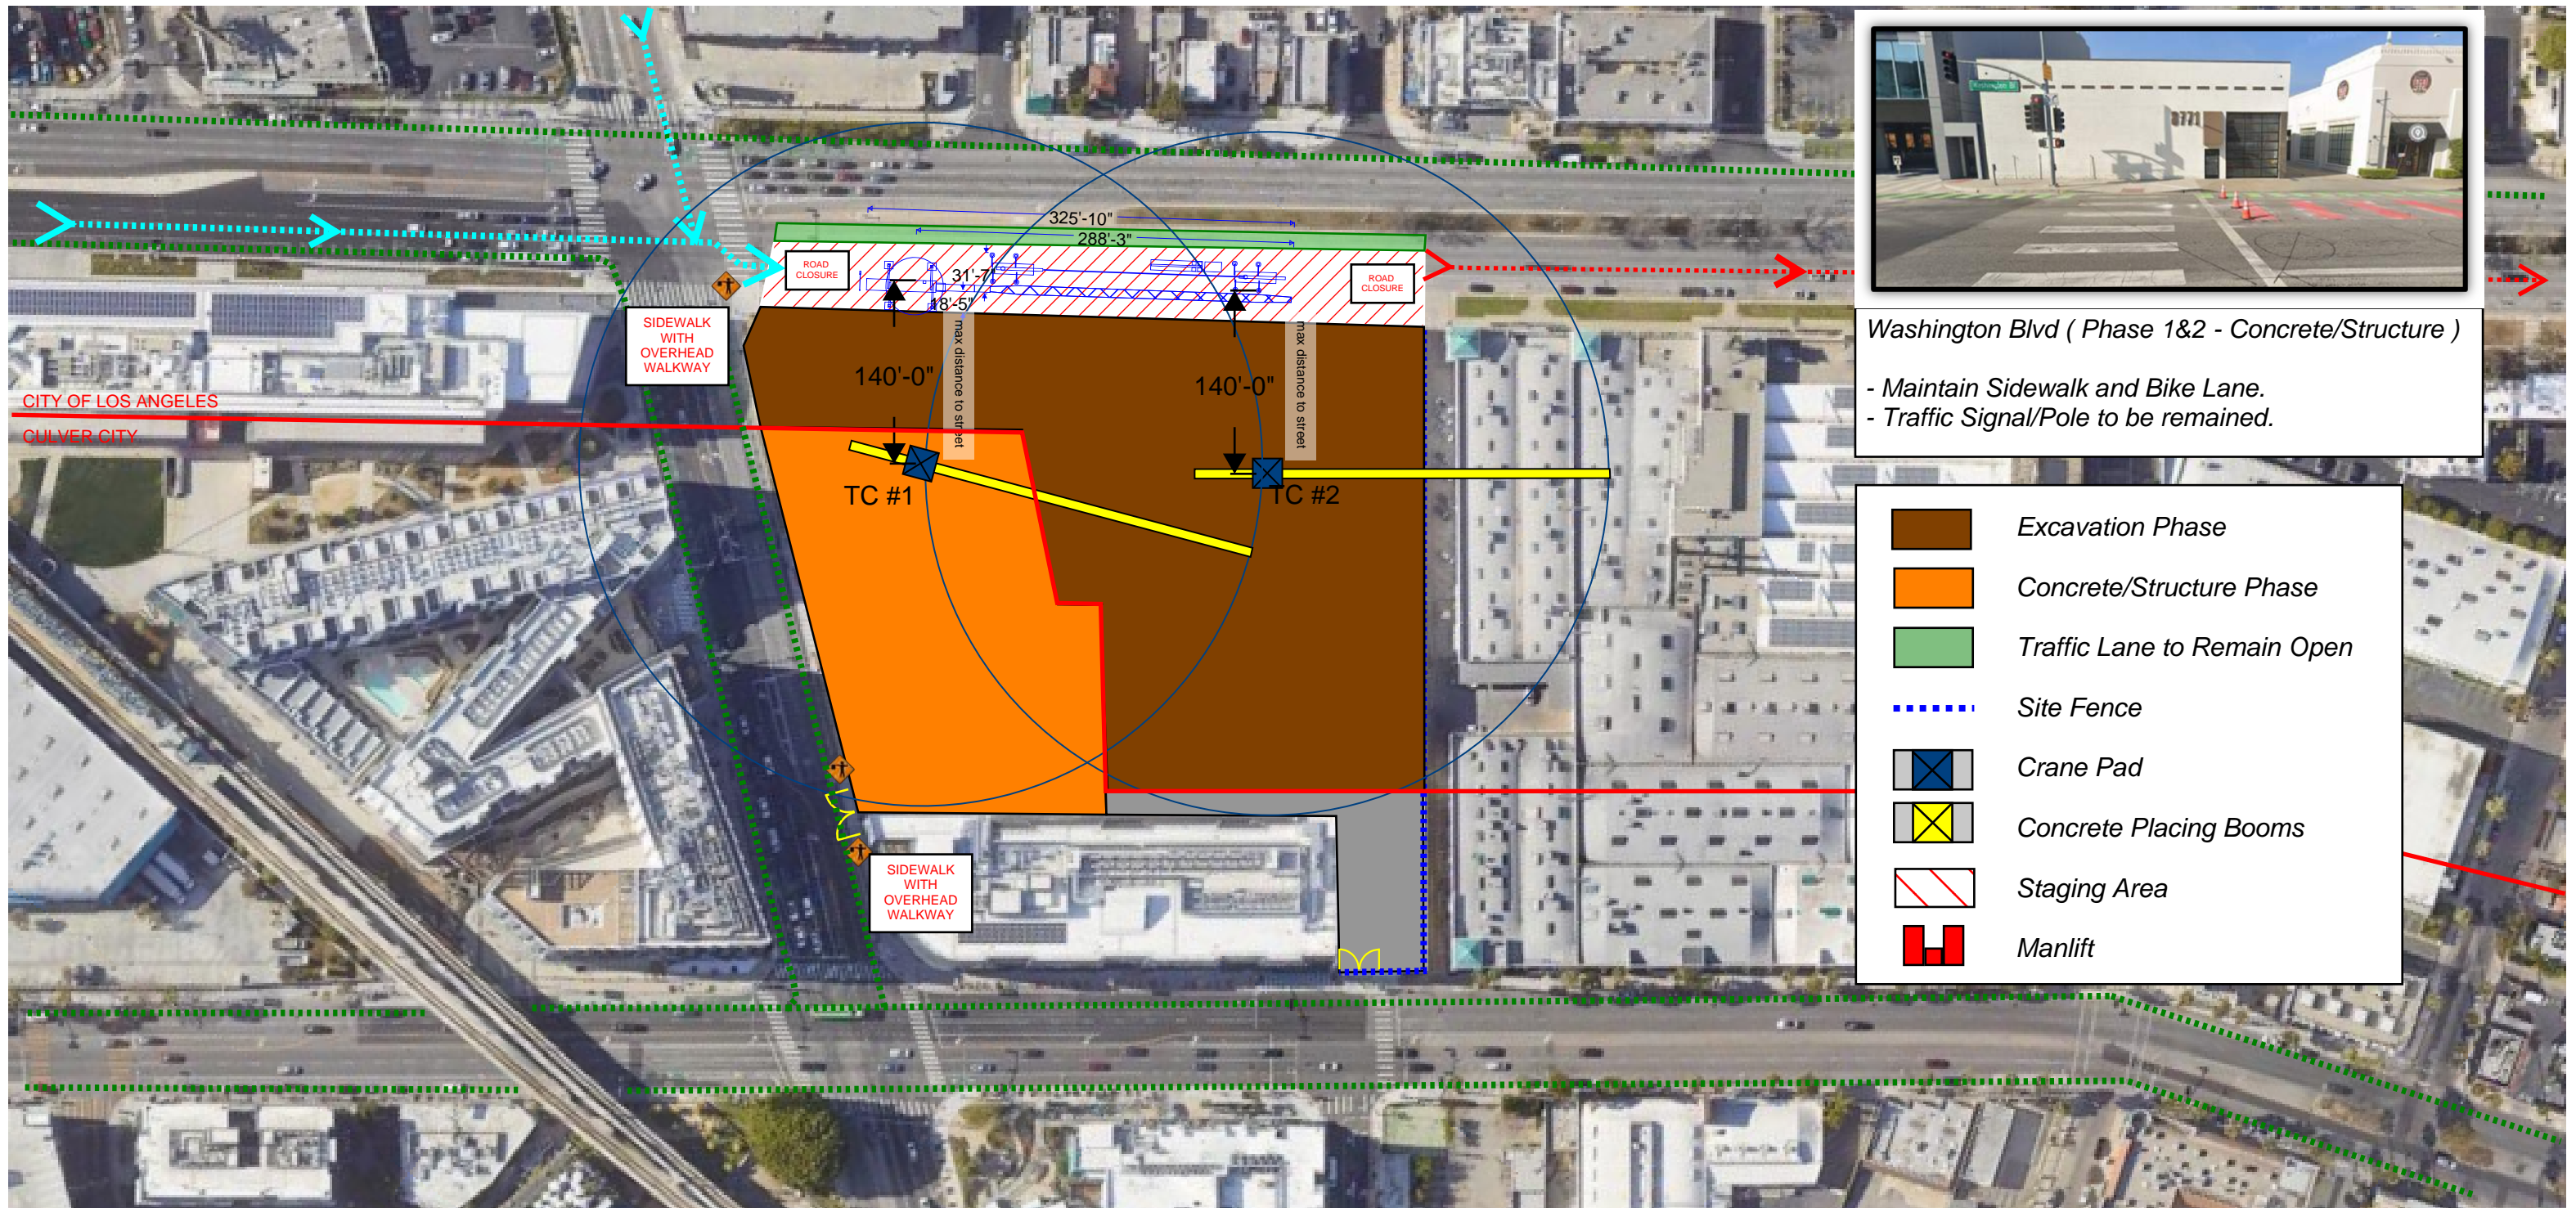 325'-10"
288'-3"
ROAD
CLOSURE
31'-7"
18'-5"
ROAD
CLOSURE
SIDEWALK
WITH
OVERHEAD
WALKWAY
max distance to street
max distance to street
140'-0"
140'-0"
CITY OF LOS ANGELES
CULVER CITY
TC #1
TC #2
SIDEWALK
WITH
OVERHEAD
WALKWAY
8771
Washington Blvd ( Phase 1&2 - Concrete/Structure )
- Maintain Sidewalk and Bike Lane.
- Traffic Signal/Pole to be remained.
Excavation Phase
Concrete/Structure Phase
Traffic Lane to Remain Open
Site Fence
Crane Pad
Concrete Placing Booms
Staging Area
Manlift